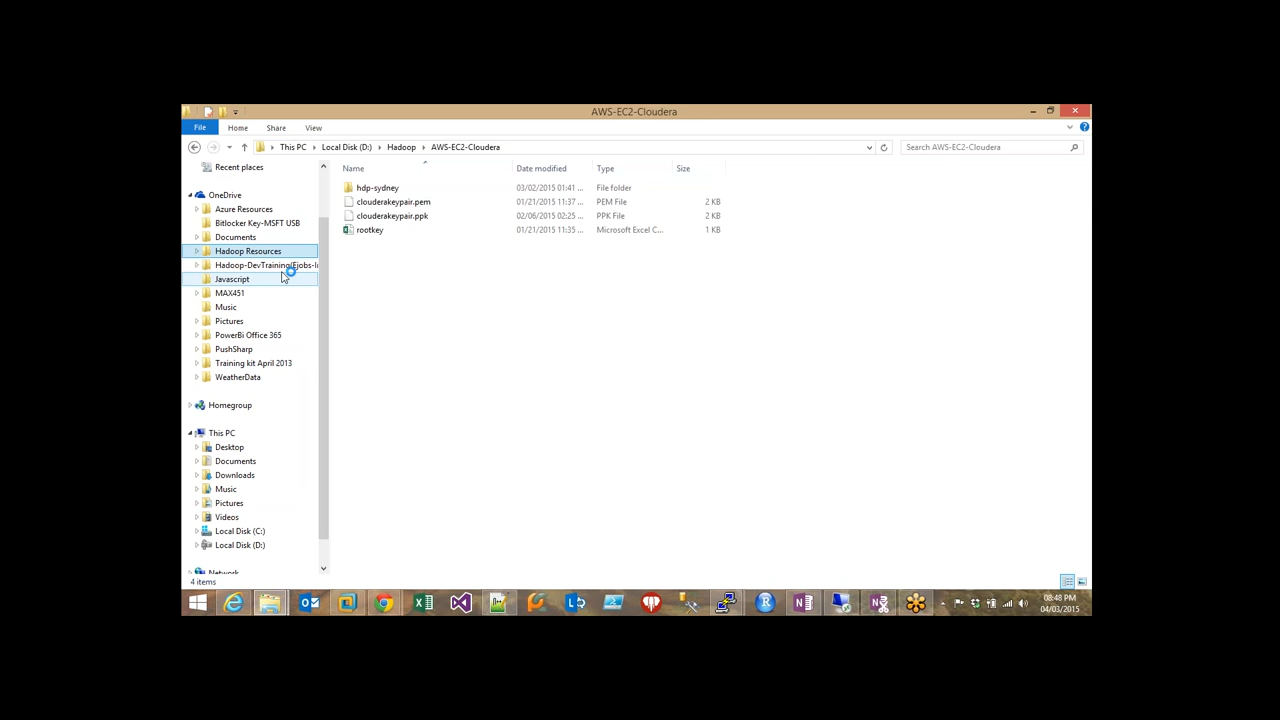 AWS-EC2-Cloudera
File Home Share View
This PC Local Disk (D:) Hadoop AWS-EC2-Cloudera Search AWS-EC2-Cloudera
Recent places
OneDrive
Azure Resources
Bitlocker Key-MSFT USB
Documents
Hadoop Resources
Hadoop-DevTraining(Ejobs-I
Javascript
MAX451
Music
Pictures
PowerBi Office 365
PushSharp
Training kit April 2013
WeatherData
Homegroup
This PC
Desktop
Documents
Downloads
Music
Pictures
Videos
Local Disk (C:)
Local Disk (D:)
Network
Name Date modified Type Size
hdp-sydney 03/02/2015 01:41 ... File folder
clouderakeypair.pem 01/21/2015 11:37 ... PEM File 2 KB
clouderakeypair.ppk 02/06/2015 02:25 ... PPK File 2 KB
rootkey 01/21/2015 11:35 ... Microsoft Excel C... 1 KB
4 items
08:48 PM
04/03/2015